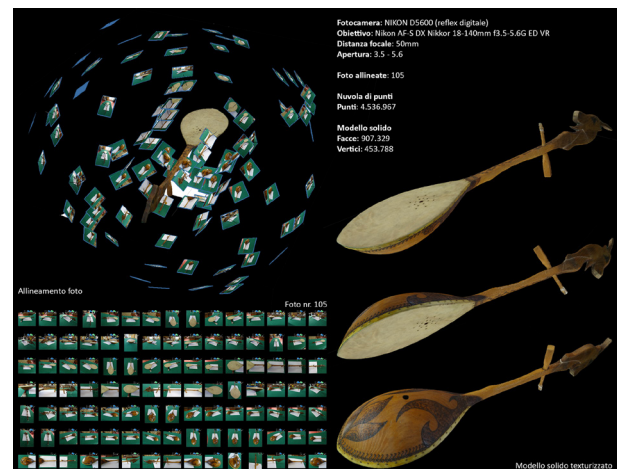 Fotocamera: NIKON D5600 (reflex digitale)
Obiettivo: Nikon AF-S DX Nikkor 18-140mm f3.5-5.6G ED VR
Distanza focale: 50mm
Apertura: 3.5 - 5.6
Foto allineate: 105
Nuvola di punti
Punti: 4.536.967
Modello solido
Facce: 907.329
Vertici: 453.788
Allineamento foto
Foto nr. 105
Modello solido texturizzato